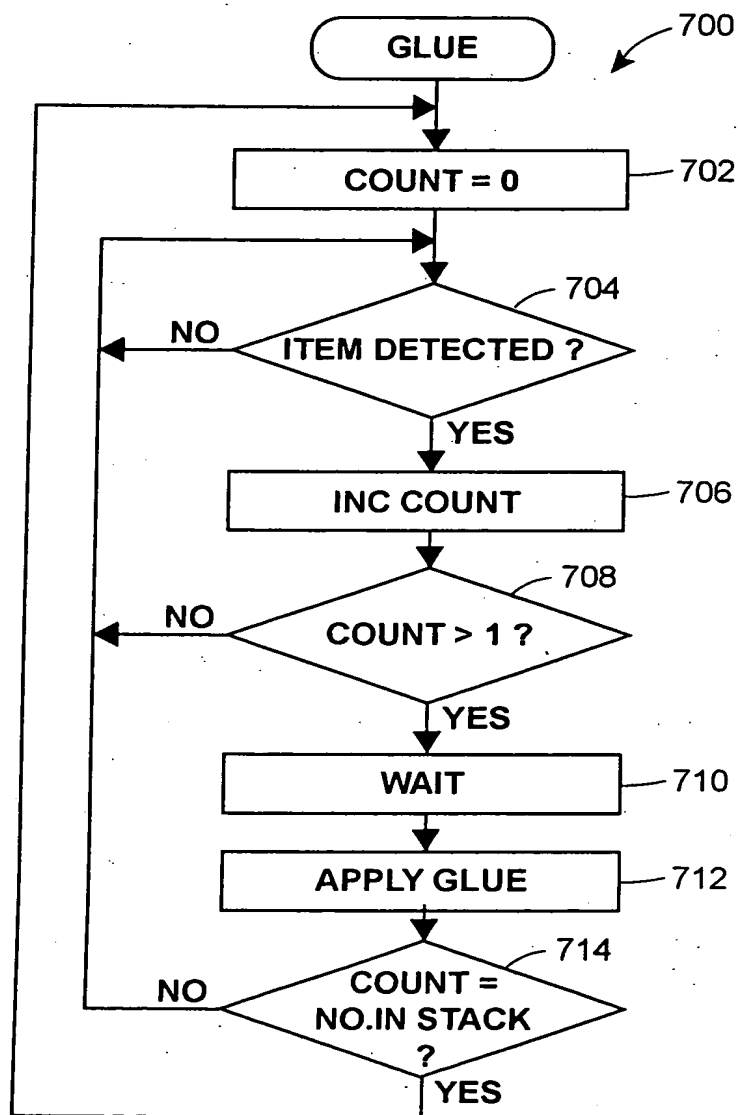 GLUE
700
COUNT = 0
702
704
ITEM DETECTED ?
NO
YES
INC COUNT
706
708
COUNT > 1 ?
NO
YES
WAIT
710
APPLY GLUE
712
714
COUNT =
NO.IN STACK
?
NO
YES